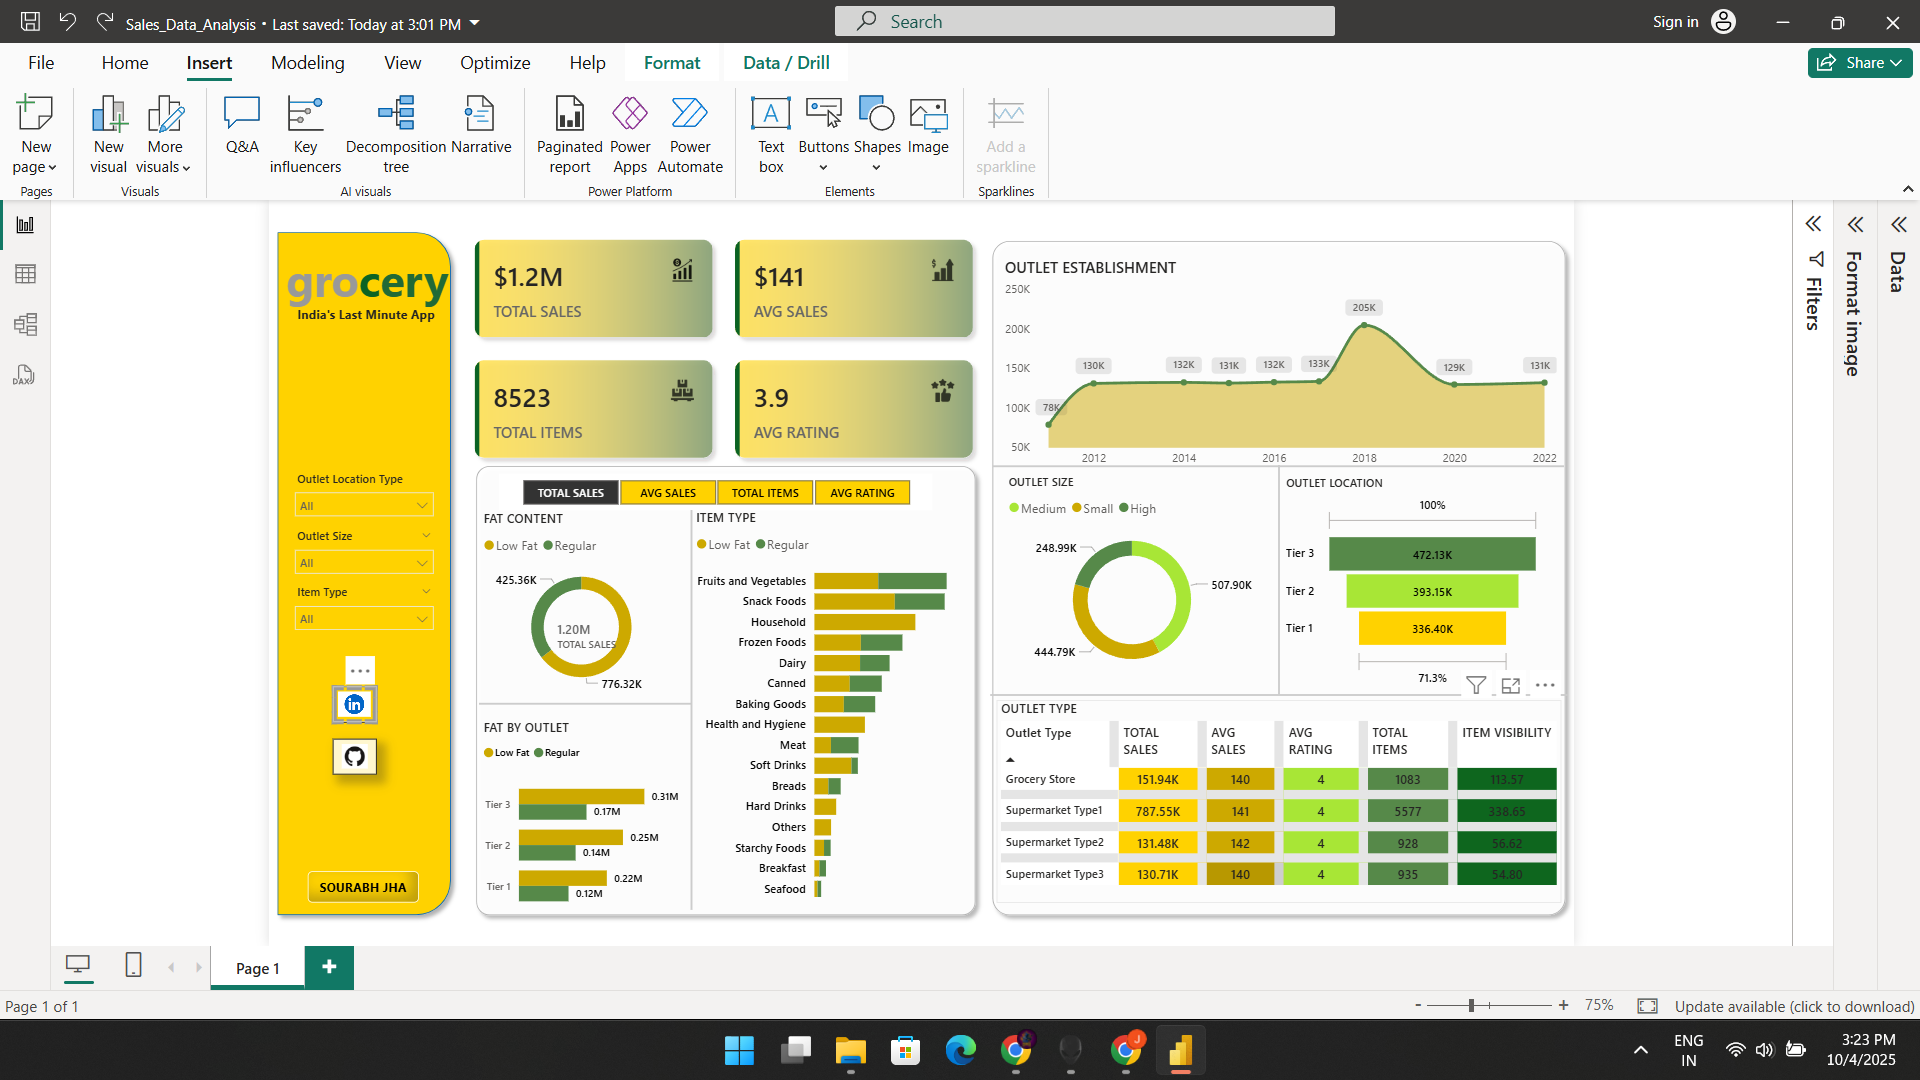 Sales_Data_Analysis • Last saved: Today at 3:01 PM
Search
Sign in
File Home Insert Modeling View Optimize Help Format Data / Drill
Share
New page
New visual
More visuals
Q&A
Key influencers
Decomposition tree
Narrative
Paginated report
Power Apps
Power Automate
Text box
Buttons
Shapes
Image
Add a sparkline
Pages Visuals AI visuals Power Platform Elements Sparklines
DAX
grocery
India's Last Minute App
Outlet Location Type
All
Outlet Size
All
Item Type
All
in
SOURABH JHA
$1.2M
TOTAL SALES
$141
AVG SALES
8523
TOTAL ITEMS
3.9
AVG RATING
TOTAL SALES AVG SALES TOTAL ITEMS AVG RATING
FAT CONTENT
Low Fat Regular
425.36K
1.20M
TOTAL SALES
776.32K
FAT BY OUTLET
Low Fat Regular
Tier 3 0.31M
0.17M
Tier 2 0.25M
0.14M
Tier 1 0.22M
0.12M
ITEM TYPE
Low Fat Regular
Fruits and Vegetables
Snack Foods
Household
Frozen Foods
Dairy
Canned
Baking Goods
Health and Hygiene
Meat
Soft Drinks
Breads
Hard Drinks
Others
Starchy Foods
Breakfast
Seafood
OUTLET ESTABLISHMENT
250K
200K
150K
100K
50K
78K 130K 132K 131K 132K 133K 205K 129K 131K
2012 2014 2016 2018 2020 2022
OUTLET SIZE
Medium Small High
248.99K
507.90K
444.79K
OUTLET LOCATION
100%
Tier 3 472.13K
Tier 2 393.15K
Tier 1 336.40K
71.3%
OUTLET TYPE
Outlet Type TOTAL SALES AVG SALES AVG RATING TOTAL ITEMS ITEM VISIBILITY
Grocery Store 151.94K 140 4 1083 113.57
Supermarket Type1 787.55K 141 4 5577 338.65
Supermarket Type2 131.48K 142 4 928 56.62
Supermarket Type3 130.71K 140 4 935 54.80
Filters
Format image
Data
Page 1
Page 1 of 1
- + 75%
Update available (click to download)
J
ENG
IN
3:23 PM
10/4/2025